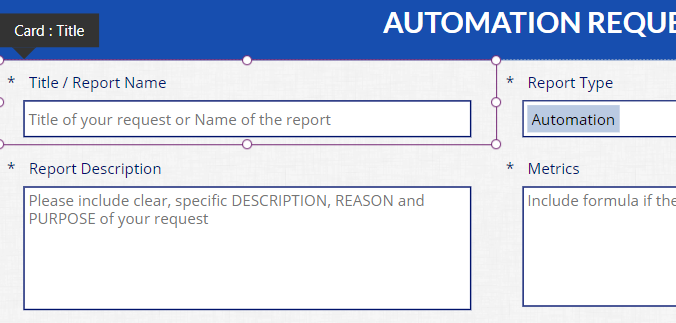 AUTOMATION REQUE
Card : Title
* Title / Report Name
Title of your request or Name of the report
* Report Type
Automation
* Report Description
Please include clear, specific DESCRIPTION, REASON and
PURPOSE of your request
* Metrics
Include formula if the